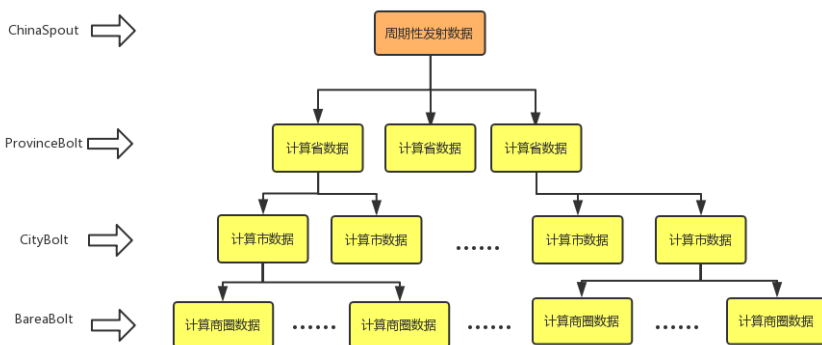 ChinaSpout
周期性发射数据
ProvinceBolt
计算省数据
计算省数据
计算省数据
CityBolt
计算市数据
计算市数据
......
计算市数据
计算市数据
BareaBolt
计算商圈数据
......
计算商圈数据
......
计算商圈数据
......
计算商圈数据